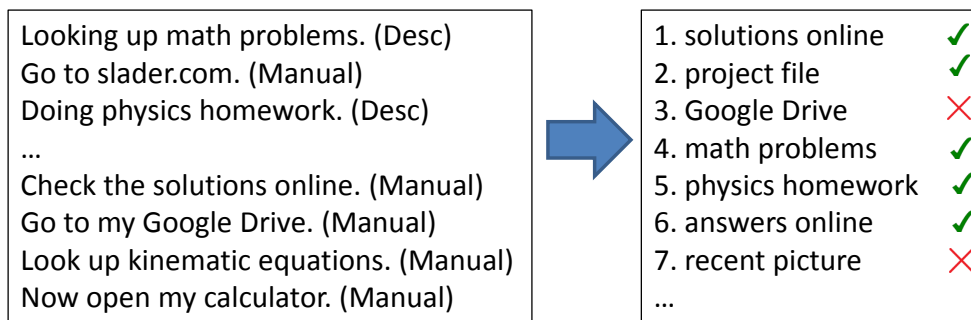 Looking up math problems. (Desc)
Go to slader.com. (Manual)
Doing physics homework. (Desc)
…
Check the solutions online. (Manual)
Go to my Google Drive. (Manual)
Look up kinematic equations. (Manual)
Now open my calculator. (Manual)
1. solutions online ✓
2. project file ✓
3. Google Drive ✗
4. math problems ✓
5. physics homework ✓
6. answers online ✓
7. recent picture ✗
…